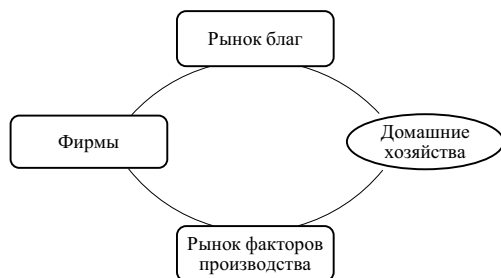 Рынок благ
Фирмы
Домашние
хозяйства
Рынок факторов
производства